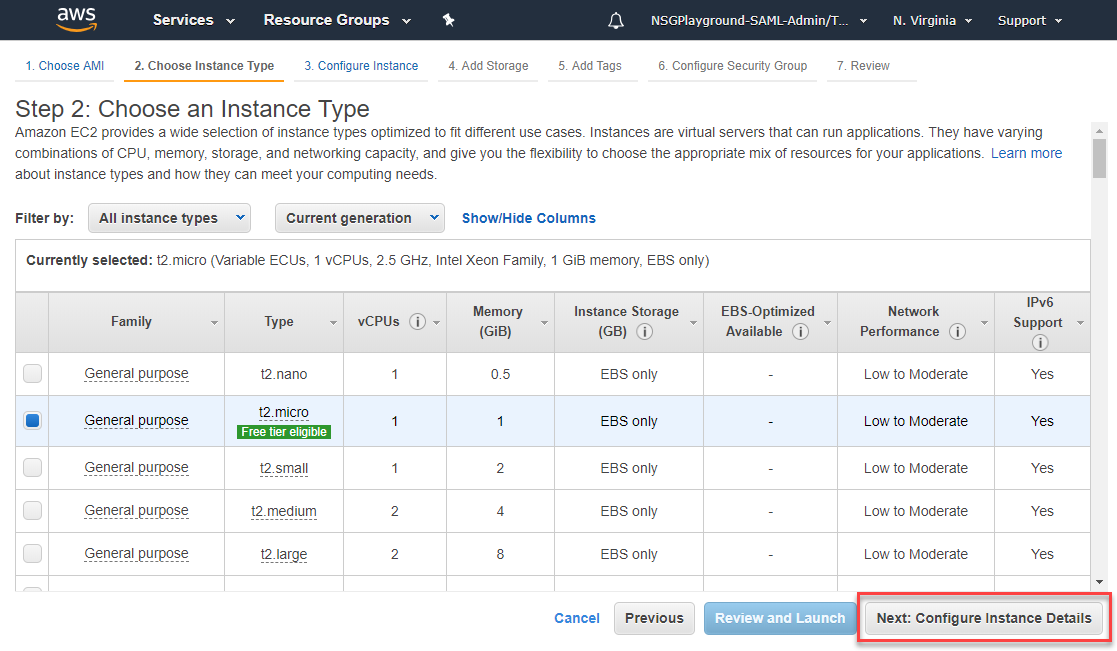 aws Services Resource Groups NSGPlayground-SAML-Admin/T... N. Virginia Support
1. Choose AMI 2. Choose Instance Type 3. Configure Instance 4. Add Storage 5. Add Tags 6. Configure Security Group 7. Review
Step 2: Choose an Instance Type
Amazon EC2 provides a wide selection of instance types optimized to fit different use cases. Instances are virtual servers that can run applications. They have varying
combinations of CPU, memory, storage, and networking capacity, and give you the flexibility to choose the appropriate mix of resources for your applications. Learn more
about instance types and how they can meet your computing needs.
Filter by: All instance types Current generation Show/Hide Columns
Currently selected: t2.micro (Variable ECUs, 1 vCPUs, 2.5 GHz, Intel Xeon Family, 1 GiB memory, EBS only)
Family Type vCPUs i Memory (GiB) Instance Storage (GB) i EBS-Optimized Available i Network Performance i IPv6 Support i
General purpose t2.nano 1 0.5 EBS only - Low to Moderate Yes
General purpose t2.micro Free tier eligible 1 1 EBS only - Low to Moderate Yes
General purpose t2.small 1 2 EBS only - Low to Moderate Yes
General purpose t2.medium 2 4 EBS only - Low to Moderate Yes
General purpose t2.large 2 8 EBS only - Low to Moderate Yes
Cancel Previous Review and Launch Next: Configure Instance Details